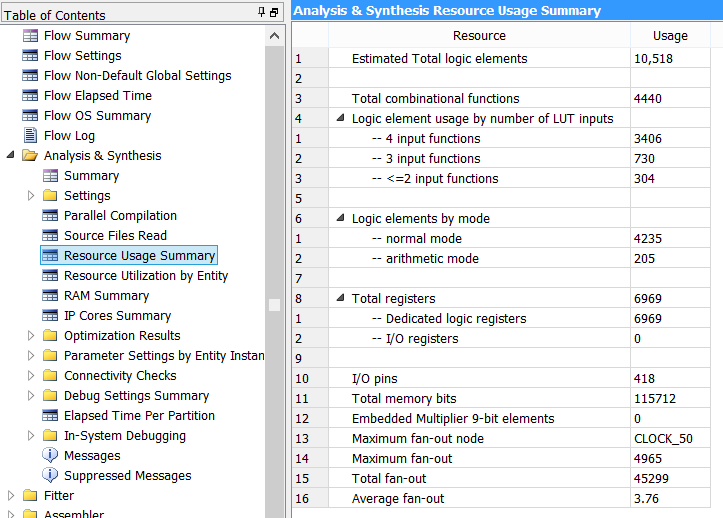 Table of Contents
Flow Summary
Flow Settings
Flow Non-Default Global Settings
Flow Elapsed Time
Flow OS Summary
Flow Log
Analysis & Synthesis
Summary
Settings
Parallel Compilation
Source Files Read
Resource Usage Summary
Resource Utilization by Entity
RAM Summary
IP Cores Summary
Optimization Results
Parameter Settings by Entity Instan
Connectivity Checks
Debug Settings Summary
Elapsed Time Per Partition
In-System Debugging
Messages
Suppressed Messages
Fitter
Assembler
Analysis & Synthesis Resource Usage Summary
Resource Usage
1 Estimated Total logic elements 10,518
2
3 Total combinational functions 4440
4 Logic element usage by number of LUT inputs
1 -- 4 input functions 3406
2 -- 3 input functions 730
3 -- <=2 input functions 304
5
6 Logic elements by mode
1 -- normal mode 4235
2 -- arithmetic mode 205
7
8 Total registers 6969
1 -- Dedicated logic registers 6969
2 -- I/O registers 0
9
10 I/O pins 418
11 Total memory bits 115712
12 Embedded Multiplier 9-bit elements 0
13 Maximum fan-out node CLOCK_50
14 Maximum fan-out 4965
15 Total fan-out 45299
16 Average fan-out 3.76